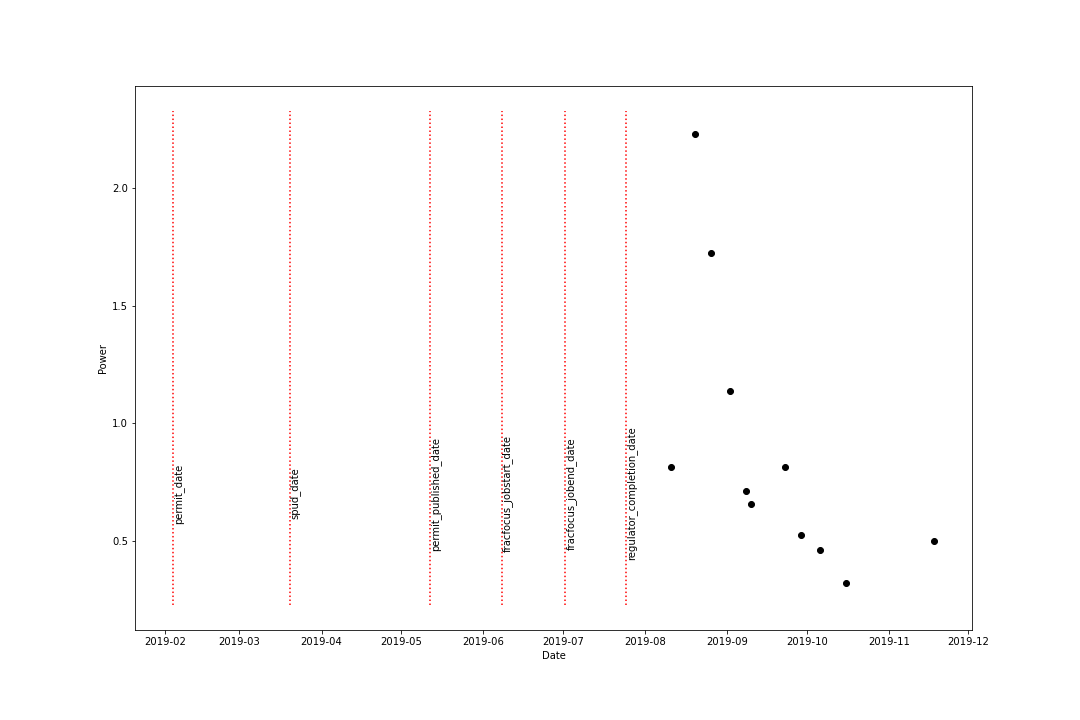 2.0
1.5
1.0
0.5
Power
permit_date
spud_date
permit_published_date
fracfocus_jobstart_date
fracfocus_jobend_date
regulator_completion_date
2019-02 2019-03 2019-04 2019-05 2019-06 2019-07 2019-08 2019-09 2019-10 2019-11 2019-12
Date